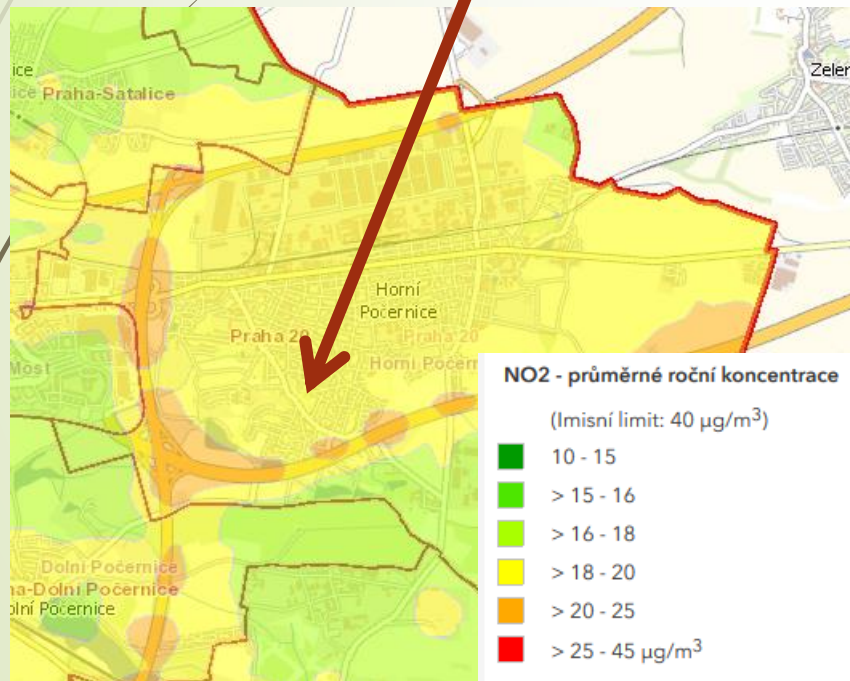 ice
ice
Praha-Satalice
Zeler
Horní
Počernice
Praha 20
Praha 20
Horní Počern
Most
Dolní Počernice
na-Dolní Počernice
olní Počernice
NO2 - průměrné roční koncentrace
(Imisní limit: 40 µg/m³)
10 - 15
> 15 - 16
> 16 - 18
> 18 - 20
> 20 - 25
> 25 - 45 µg/m³